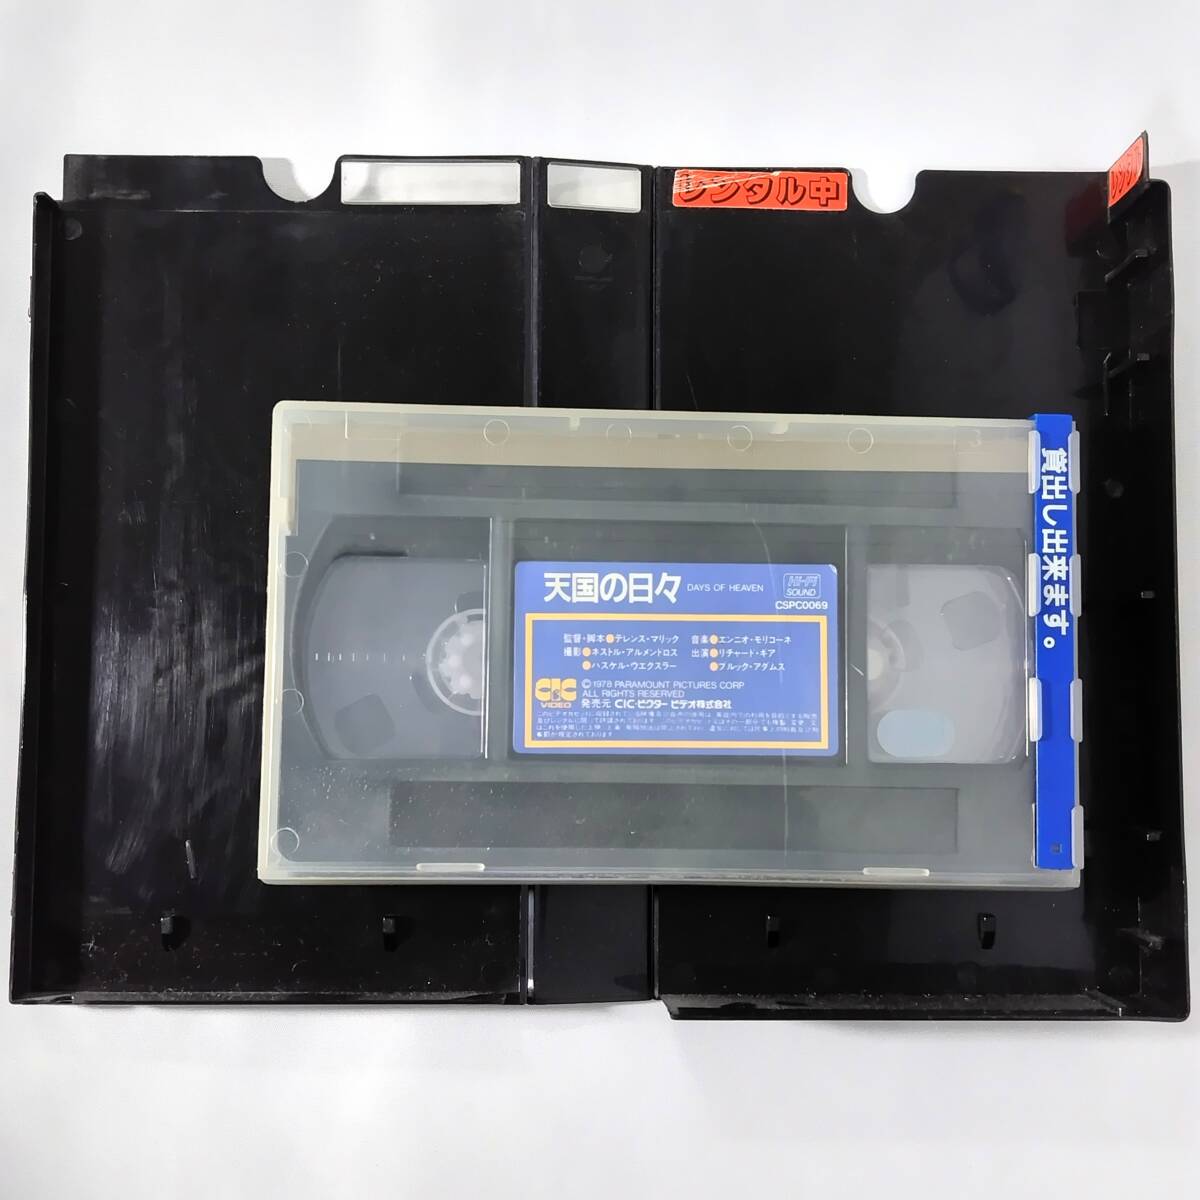 レンタル中
レンタル中
貸出し出来ます。
天国の日々 DAYS OF HEAVEN
Hi-Fi
SOUND
CSPC0069
監督・脚本●テレンス・マリック 音楽●エンニオ・モリコーネ
撮影●ネストル・アルメンドロス 出演●リチャード・ギア
●ハスケル・ウエクスラー ●ブルック・アダムス
CIC
VIDEO
©1978 PARAMOUNT PICTURES CORP
ALL RIGHTS RESERVED
発売元 CIC・ビクター ビデオ株式会社